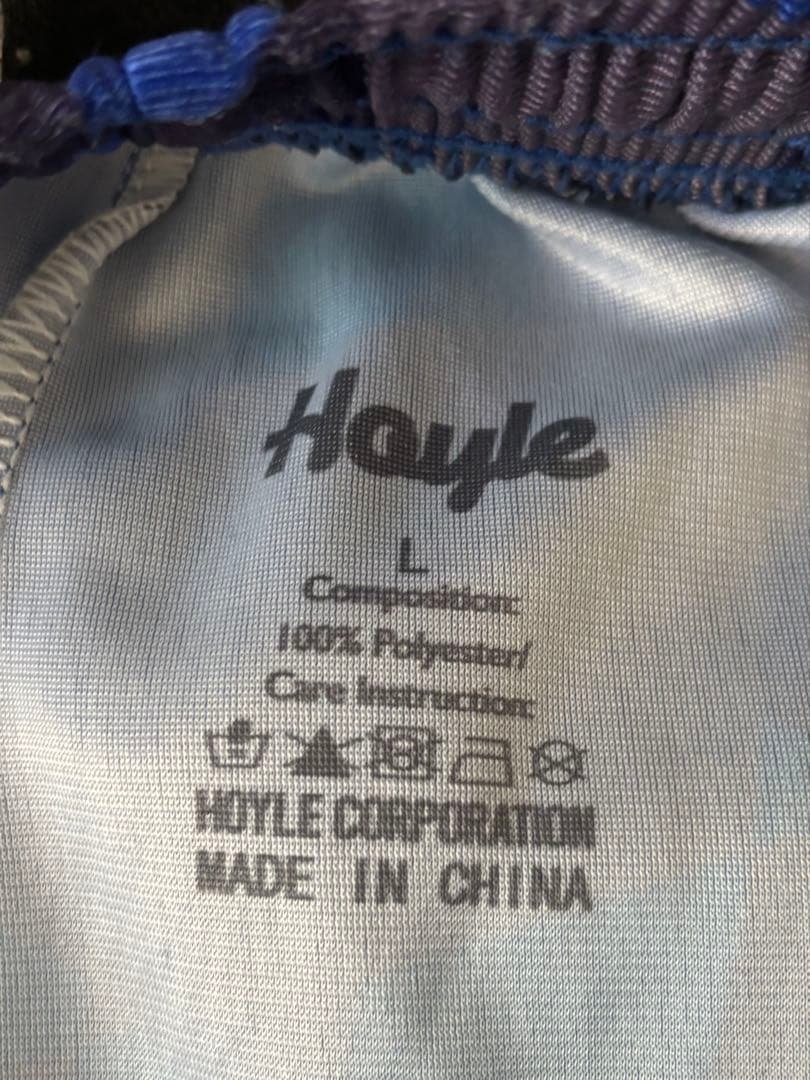 Hoyle
L
Composition:
100% Polyester/
Care Instruction:
HOYLE CORPORATION
MADE IN CHINA